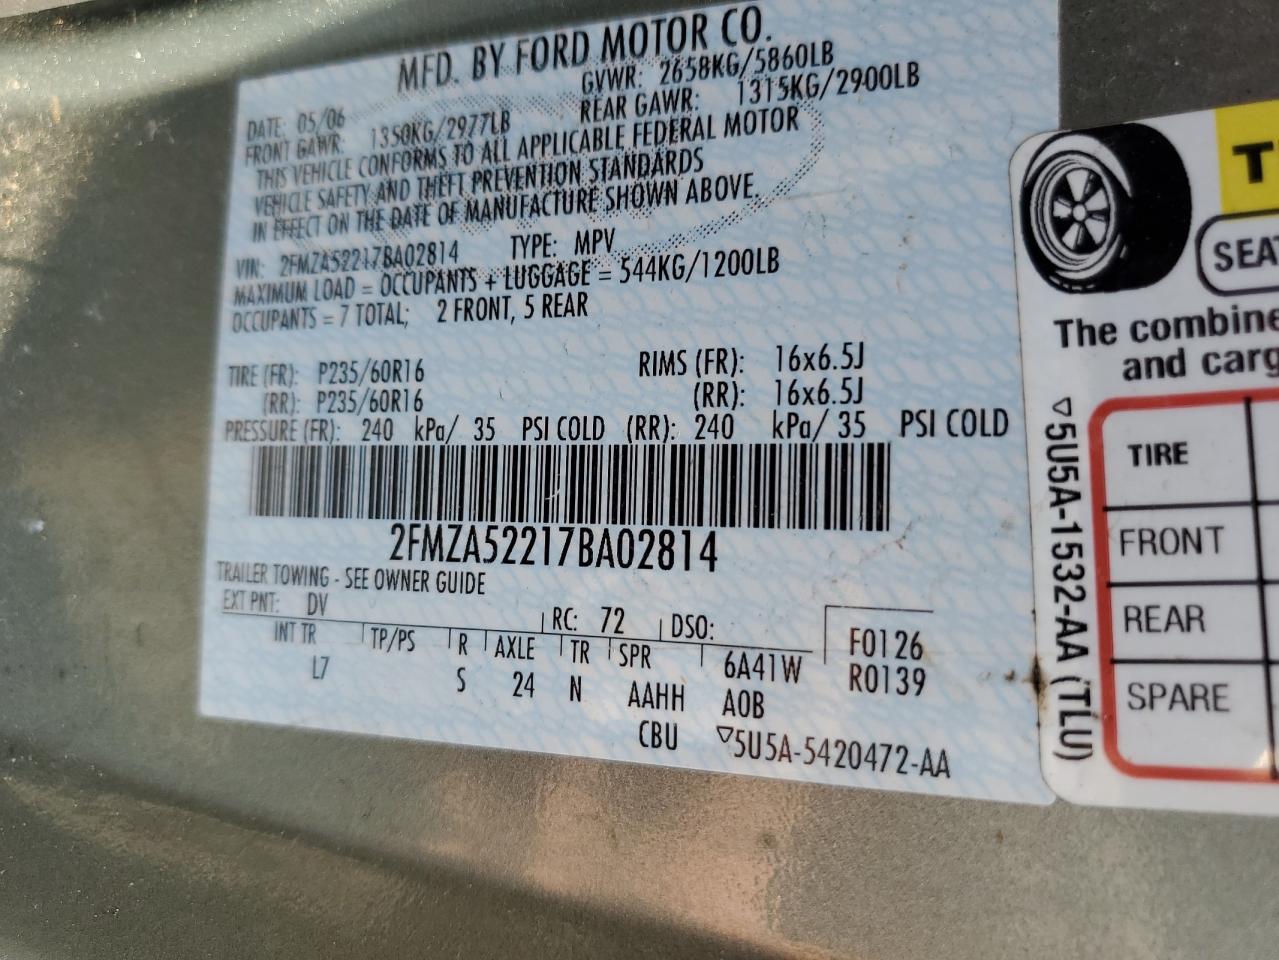 MFD. BY FORD MOTOR CO.
DATE: 05/06 GVWR: 2658KG/5860LB
FRONT GAWR: 1350KG/2977LB REAR GAWR: 1315KG/2900LB
THIS VEHICLE CONFORMS TO ALL APPLICABLE FEDERAL MOTOR
VEHICLE SAFETY AND THEFT PREVENTION STANDARDS
IN EFFECT ON THE DATE OF MANUFACTURE SHOWN ABOVE.
VIN: 2FMZA52217BA02814 TYPE: MPV
MAXIMUM LOAD = OCCUPANTS + LUGGAGE = 544KG/1200LB
OCCUPANTS = 7 TOTAL; 2 FRONT, 5 REAR
TIRE (FR): P235/60R16 RIMS (FR): 16x6.5J
(RR): P235/60R16 (RR): 16x6.5J
PRESSURE (FR): 240 kPa/ 35 PSI COLD (RR): 240 kPa/ 35 PSI COLD
2FMZA52217BA02814
TRAILER TOWING - SEE OWNER GUIDE
EXT PNT: DV RC: 72 DSO: F0126
INT TR TP/PS R AXLE TR SPR 6A41W R0139
L7 S 24 N AAHH A0B
CBU ▽5U5A-5420472-AA
T
SEAT
The combine
and carg
TIRE
FRONT
REAR
SPARE
▽5U5A-1532-AA (TLU)